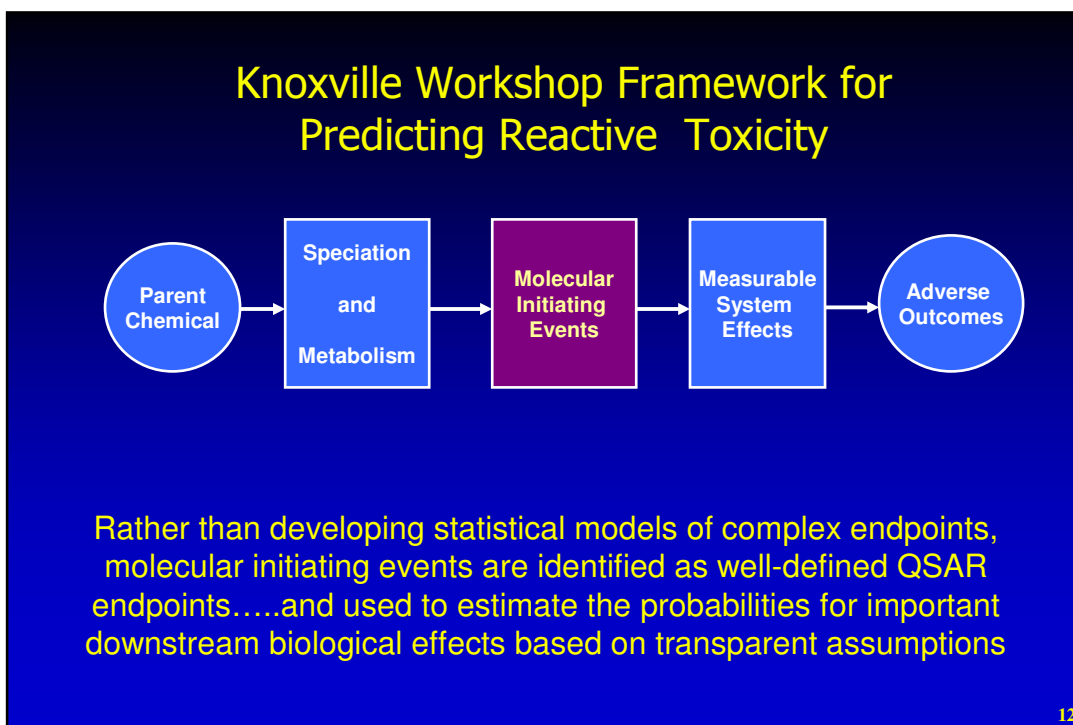 Knoxville Workshop Framework for
Predicting Reactive Toxicity
Parent
Chemical
Speciation
and
Metabolism
Molecular
Initiating
Events
Measurable
System
Effects
Adverse
Outcomes
Rather than developing statistical models of complex endpoints,
molecular initiating events are identified as well-defined QSAR
endpoints.....and used to estimate the probabilities for important
downstream biological effects based on transparent assumptions
12